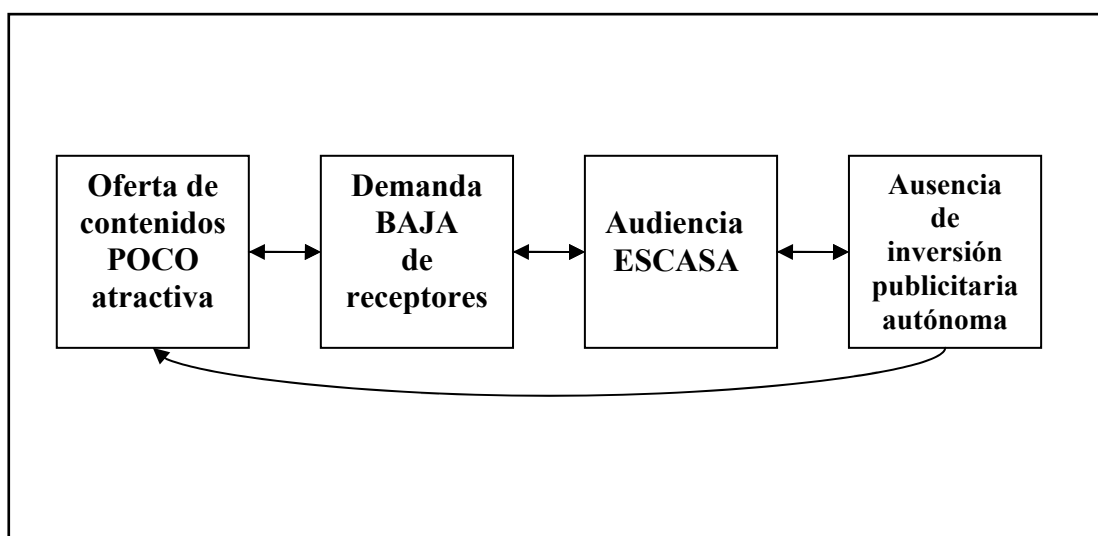 Oferta de
contenidos
POCO
atractiva
Demanda
BAJA
de
receptores
Audiencia
ESCASA
Ausencia
de
inversión
publicitaria
autónoma